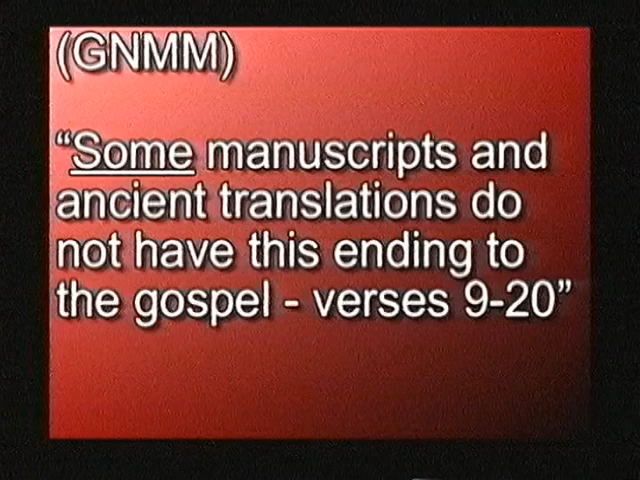 (GNMM)
“Some manuscripts and
ancient translations do
not have this ending to
the gospel - verses 9-20”